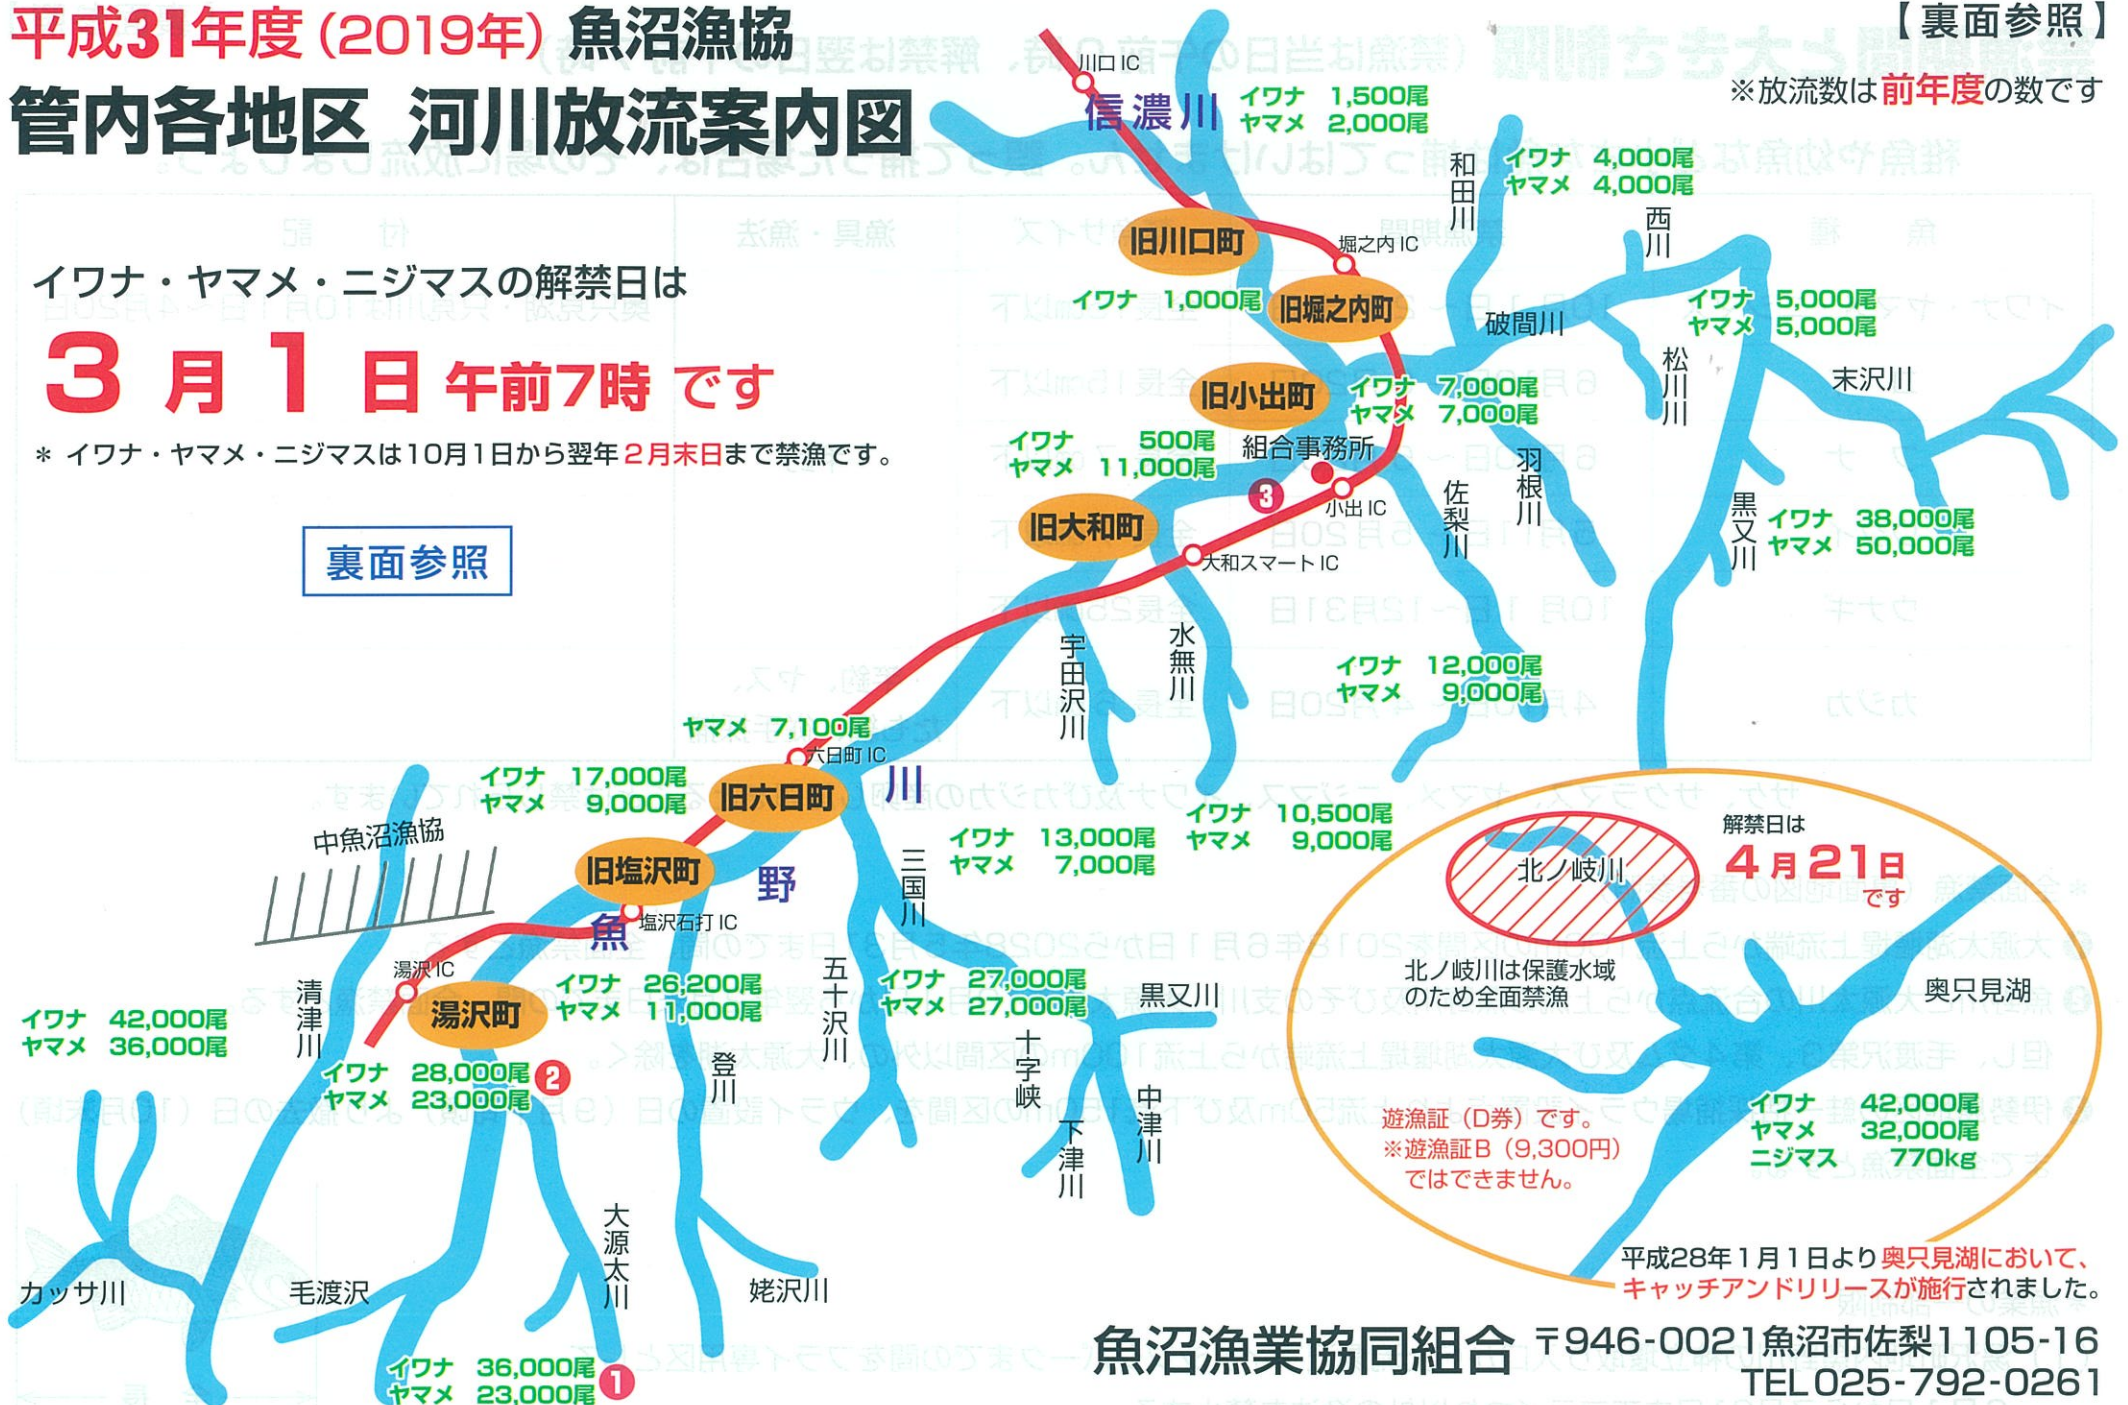 平成31年度(2019年) 魚沼漁協
管内各地区 河川放流案内図
【裏面参照】
※放流数は前年度の数です
イワナ・ヤマメ・ニジマスの解禁日は
3月1日午前7時です
* イワナ・ヤマメ・ニジマスは10月1日から翌年2月末日まで禁漁です。
裏面参照
川口 IC
信濃川
イワナ 1,500尾
ヤマメ 2,000尾
和田川
イワナ 4,000尾
ヤマメ 4,000尾
西川
旧川口町
堀之内 IC
イワナ 1,000尾
旧堀之内町
破間川
イワナ 5,000尾
ヤマメ 5,000尾
松川川
末沢川
旧小出町
イワナ 7,000尾
ヤマメ 7,000尾
組合事務所
イワナ 500尾
ヤマメ 11,000尾
3
小出 IC
佐梨川
羽根川
黒又川
イワナ 38,000尾
ヤマメ 50,000尾
旧大和町
大和スマート IC
宇田沢川
水無川
イワナ 12,000尾
ヤマメ 9,000尾
ヤマメ 7,100尾
六日町 IC
旧六日町
川
イワナ 17,000尾
ヤマメ 9,000尾
イワナ 10,500尾
ヤマメ 9,000尾
イワナ 13,000尾
ヤマメ 7,000尾
中魚沼漁協
旧塩沢町
野
三国川
魚
塩沢石打 IC
湯沢 IC
湯沢町
イワナ 26,200尾
ヤマメ 11,000尾
五十沢川
イワナ 27,000尾
ヤマメ 27,000尾
黒又川
十字峡
清津川
イワナ 42,000尾
ヤマメ 36,000尾
イワナ 28,000尾
ヤマメ 23,000尾
2
登川
下津川
中津川
大源太川
カッサ川
毛渡沢
姥沢川
イワナ 36,000尾
ヤマメ 23,000尾
1
北ノ岐川
解禁日は
4月21日
です
北ノ岐川は保護水域
のため全面禁漁
奥只見湖
遊漁証(D券)です。
※遊漁証B(9,300円)
ではできません。
イワナ 42,000尾
ヤマメ 32,000尾
ニジマス 770kg
平成28年1月1日より奥只見湖において、
キャッチアンドリリースが施行されました。
魚沼漁業協同組合 〒946-0021魚沼市佐梨1105-16
TEL025-792-0261